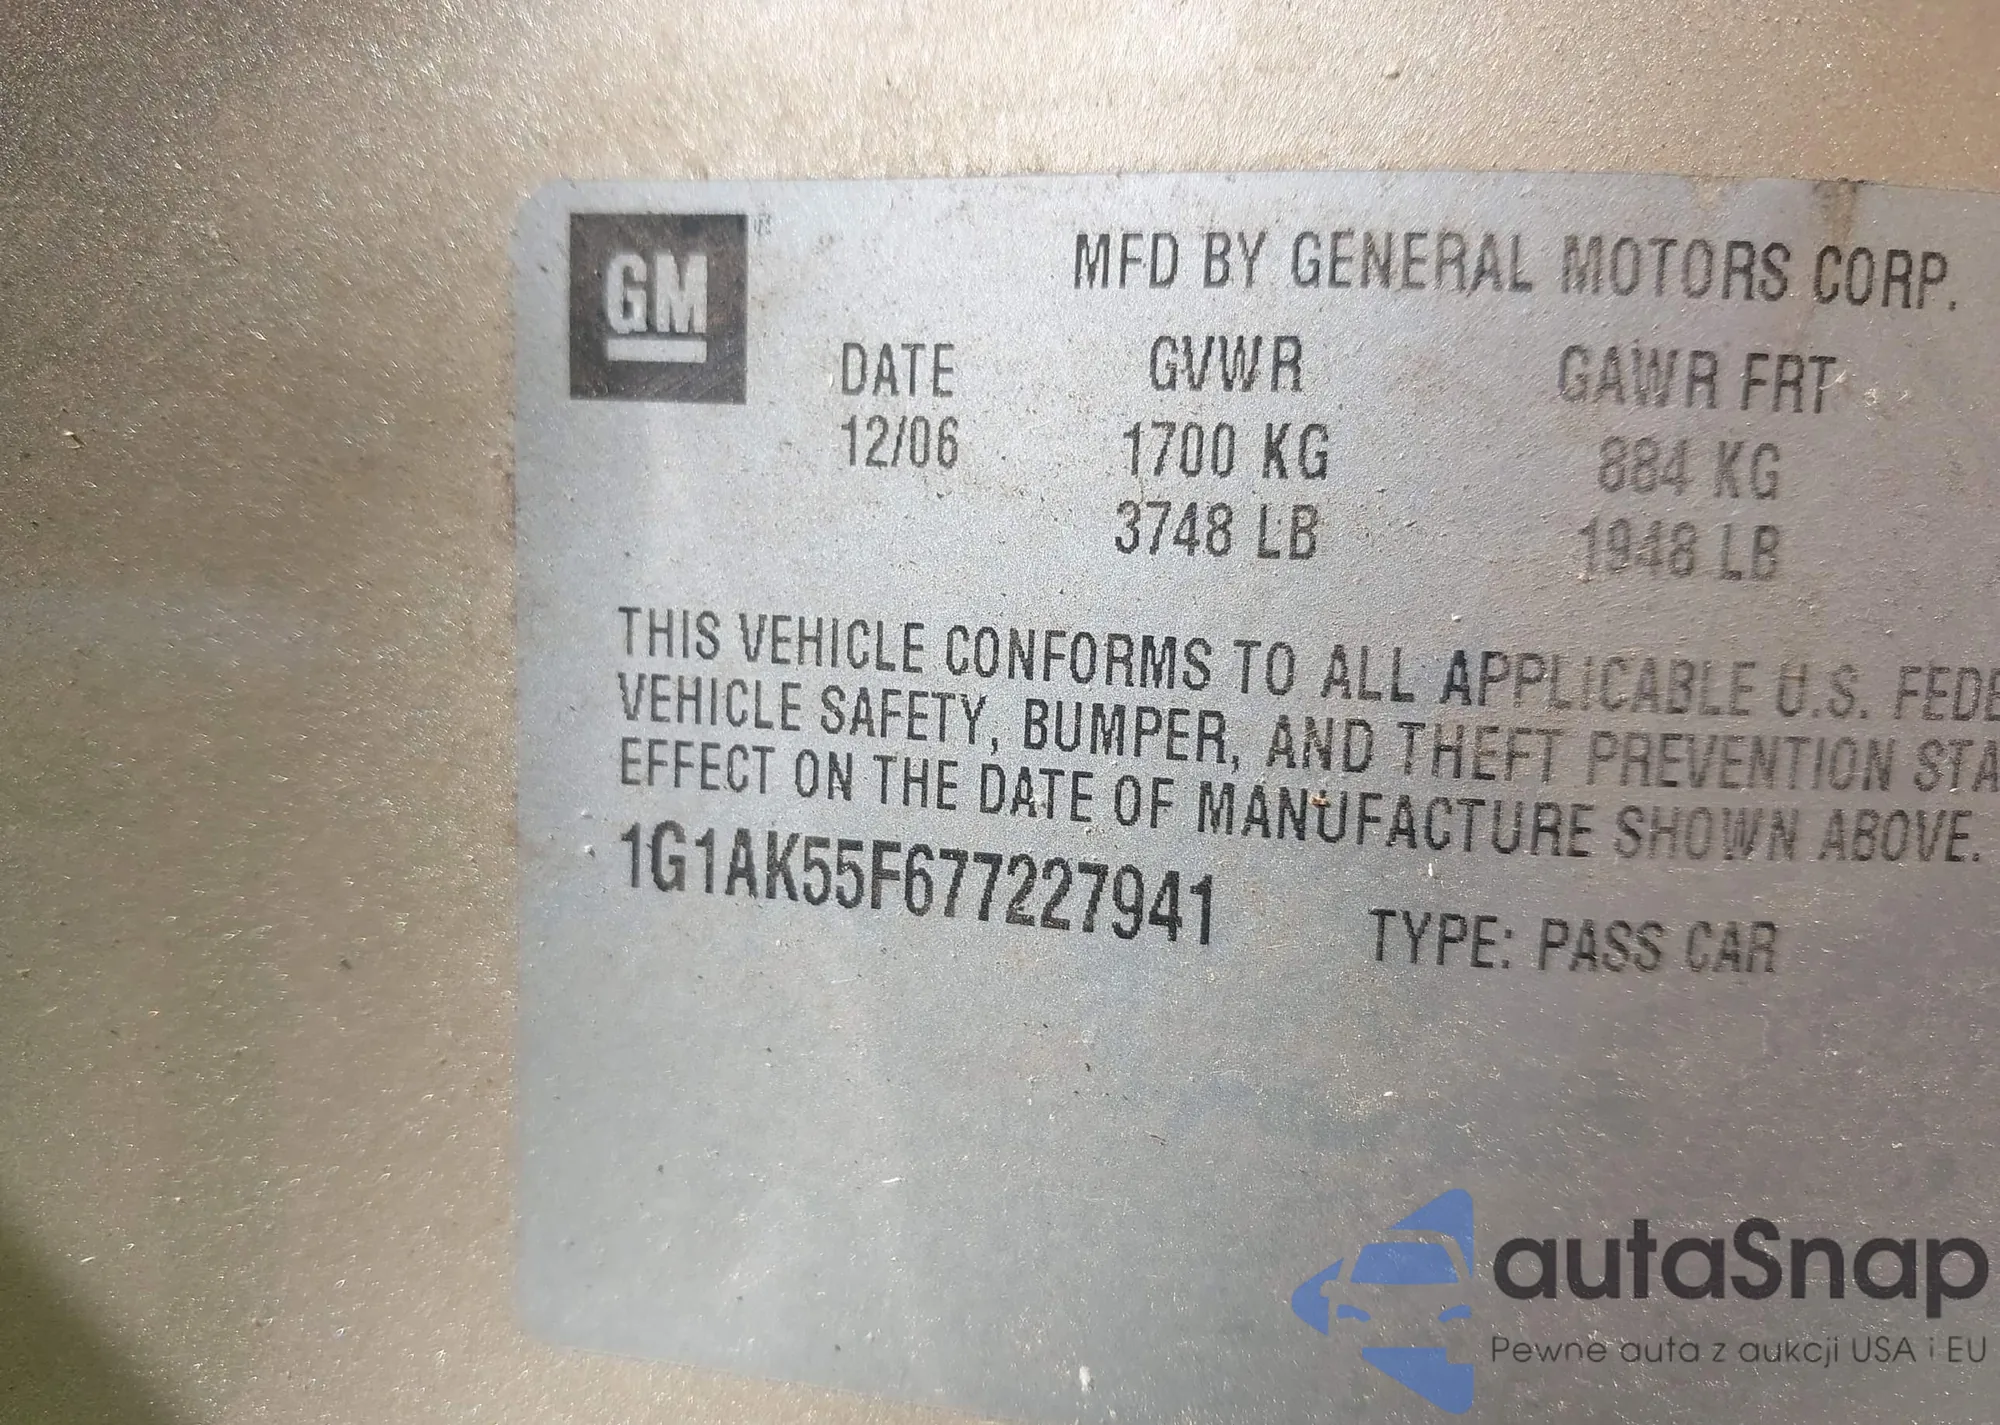 GM
MFD BY GENERAL MOTORS CORP.
DATE GVWR GAWR FRT
12/06 1700 KG 884 KG
3748 LB 1948 LB
THIS VEHICLE CONFORMS TO ALL APPLICABLE U.S. FEDE
VEHICLE SAFETY, BUMPER, AND THEFT PREVENTION STA
EFFECT ON THE DATE OF MANUFACTURE SHOWN ABOVE.
1G1AK55F677227941
TYPE: PASS CAR
autaSnap
Pewne auta z aukcji USA i EU